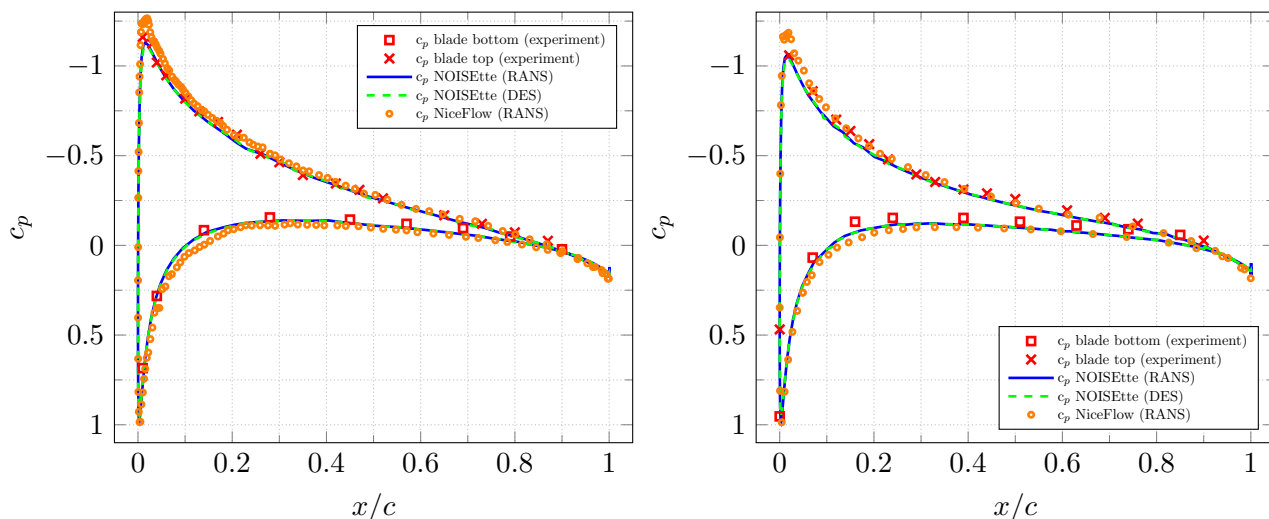 −1
−0.5
0
0.5
1
c_p
0
0.2
0.4
0.6
0.8
1
x/c
c_p blade bottom (experiment)
c_p blade top (experiment)
c_p NOISEtte (RANS)
c_p NOISEtte (DES)
c_p NiceFlow (RANS)
−1
−0.5
0
0.5
1
c_p
0
0.2
0.4
0.6
0.8
1
x/c
c_p blade bottom (experiment)
c_p blade top (experiment)
c_p NOISEtte (RANS)
c_p NOISEtte (DES)
c_p NiceFlow (RANS)